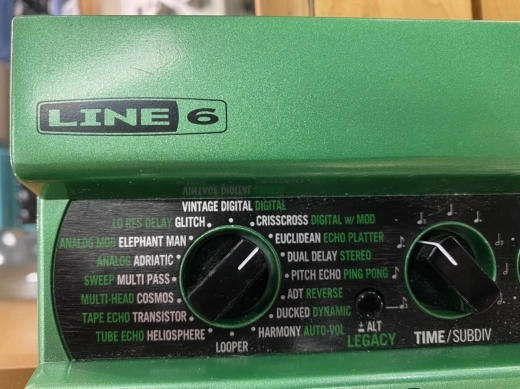 LINE 6
VINTAGE DIGITAL DIGITAL
LO RES DELAY GLITCH
CRISSCROSS DIGITAL W/ MOD
ANALOG MOD ELEPHANT MAN
EUCLIDEAN ECHO PLATTER
ANALOG ADRIATIC
DUAL DELAY STEREO
SWEEP MULTI PASS
PITCH ECHO PING PONG
MULTI-HEAD COSMOS
ADT REVERSE
TAPE ECHO TRANSISTOR
DUCKED DYNAMIC
TUBE ECHO HELIOSPHERE
HARMONY AUTO-VOL
LOOPER
ALT
LEGACY
TIME/SUBDIV